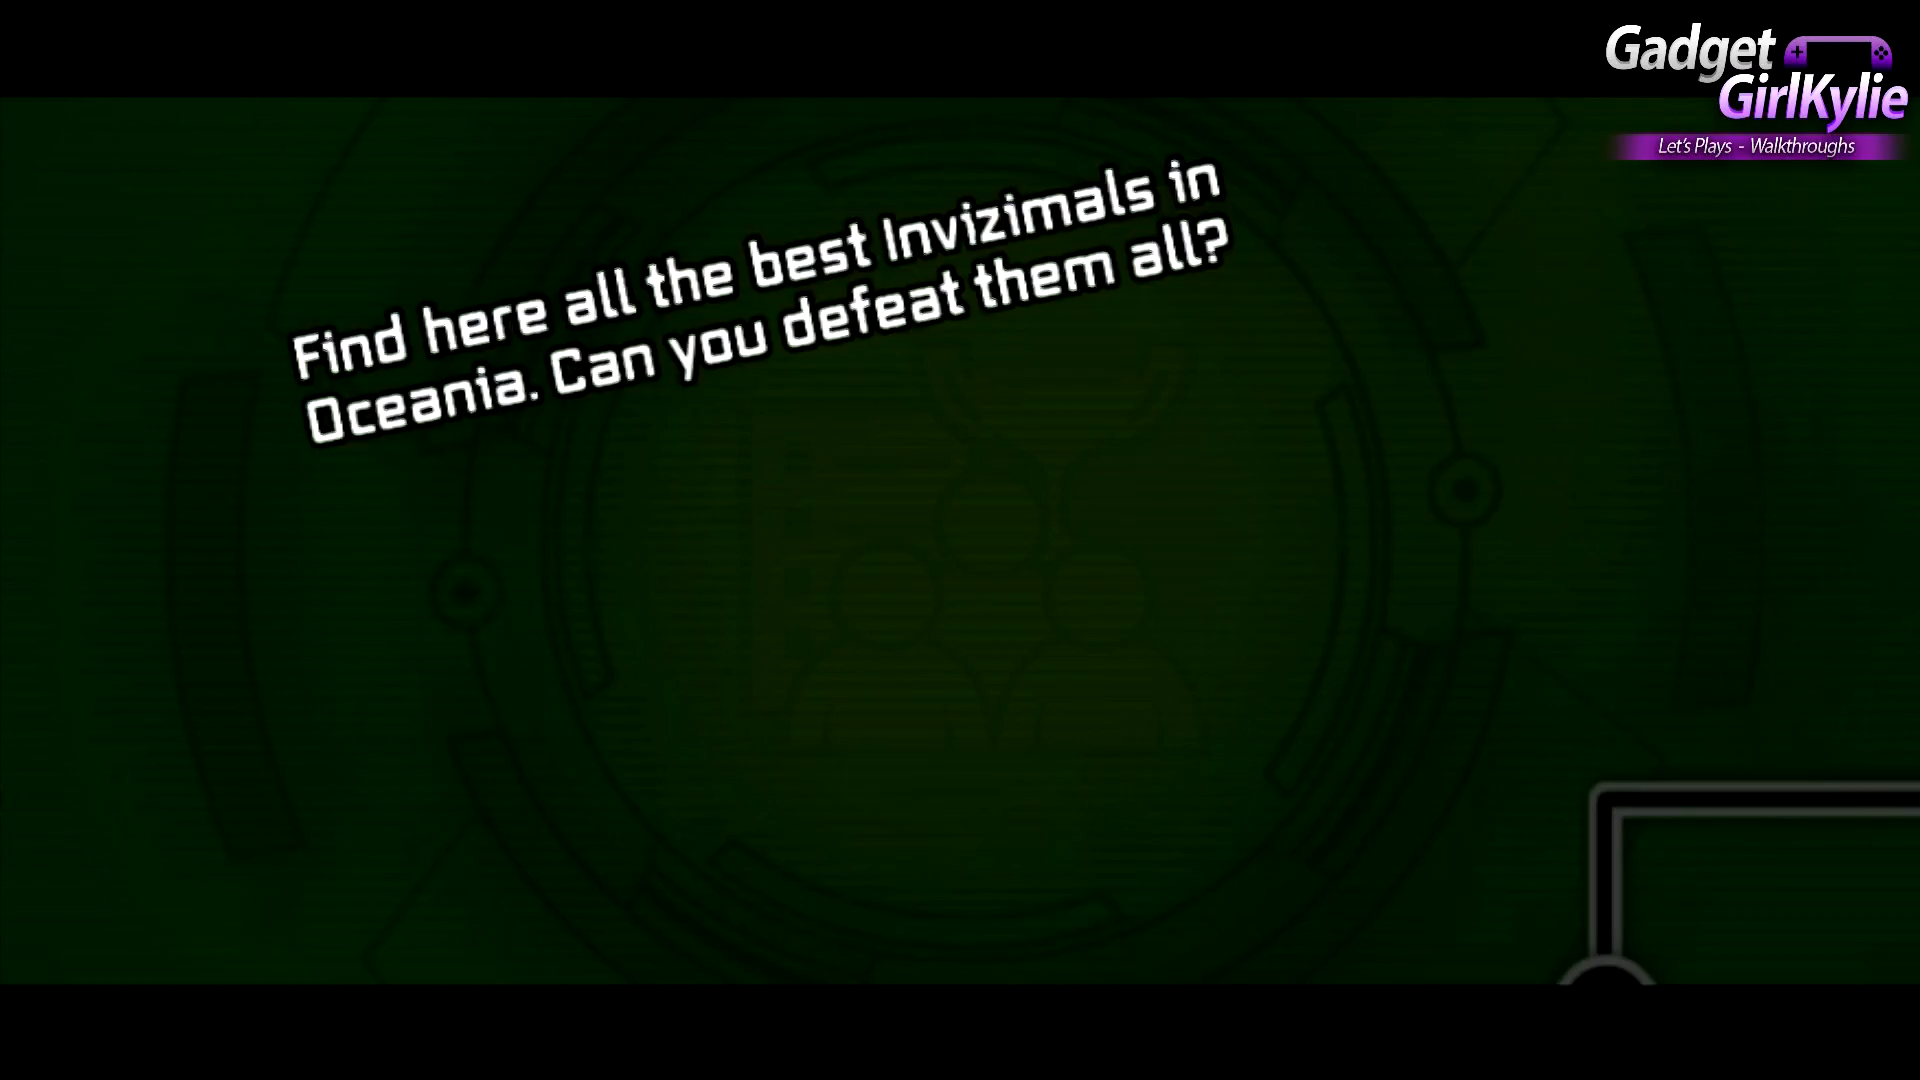 Gadget
GirlKylie
Let's Plays - Walkthroughs
Find here all the best Invizimals in
Oceania. Can you defeat them all?